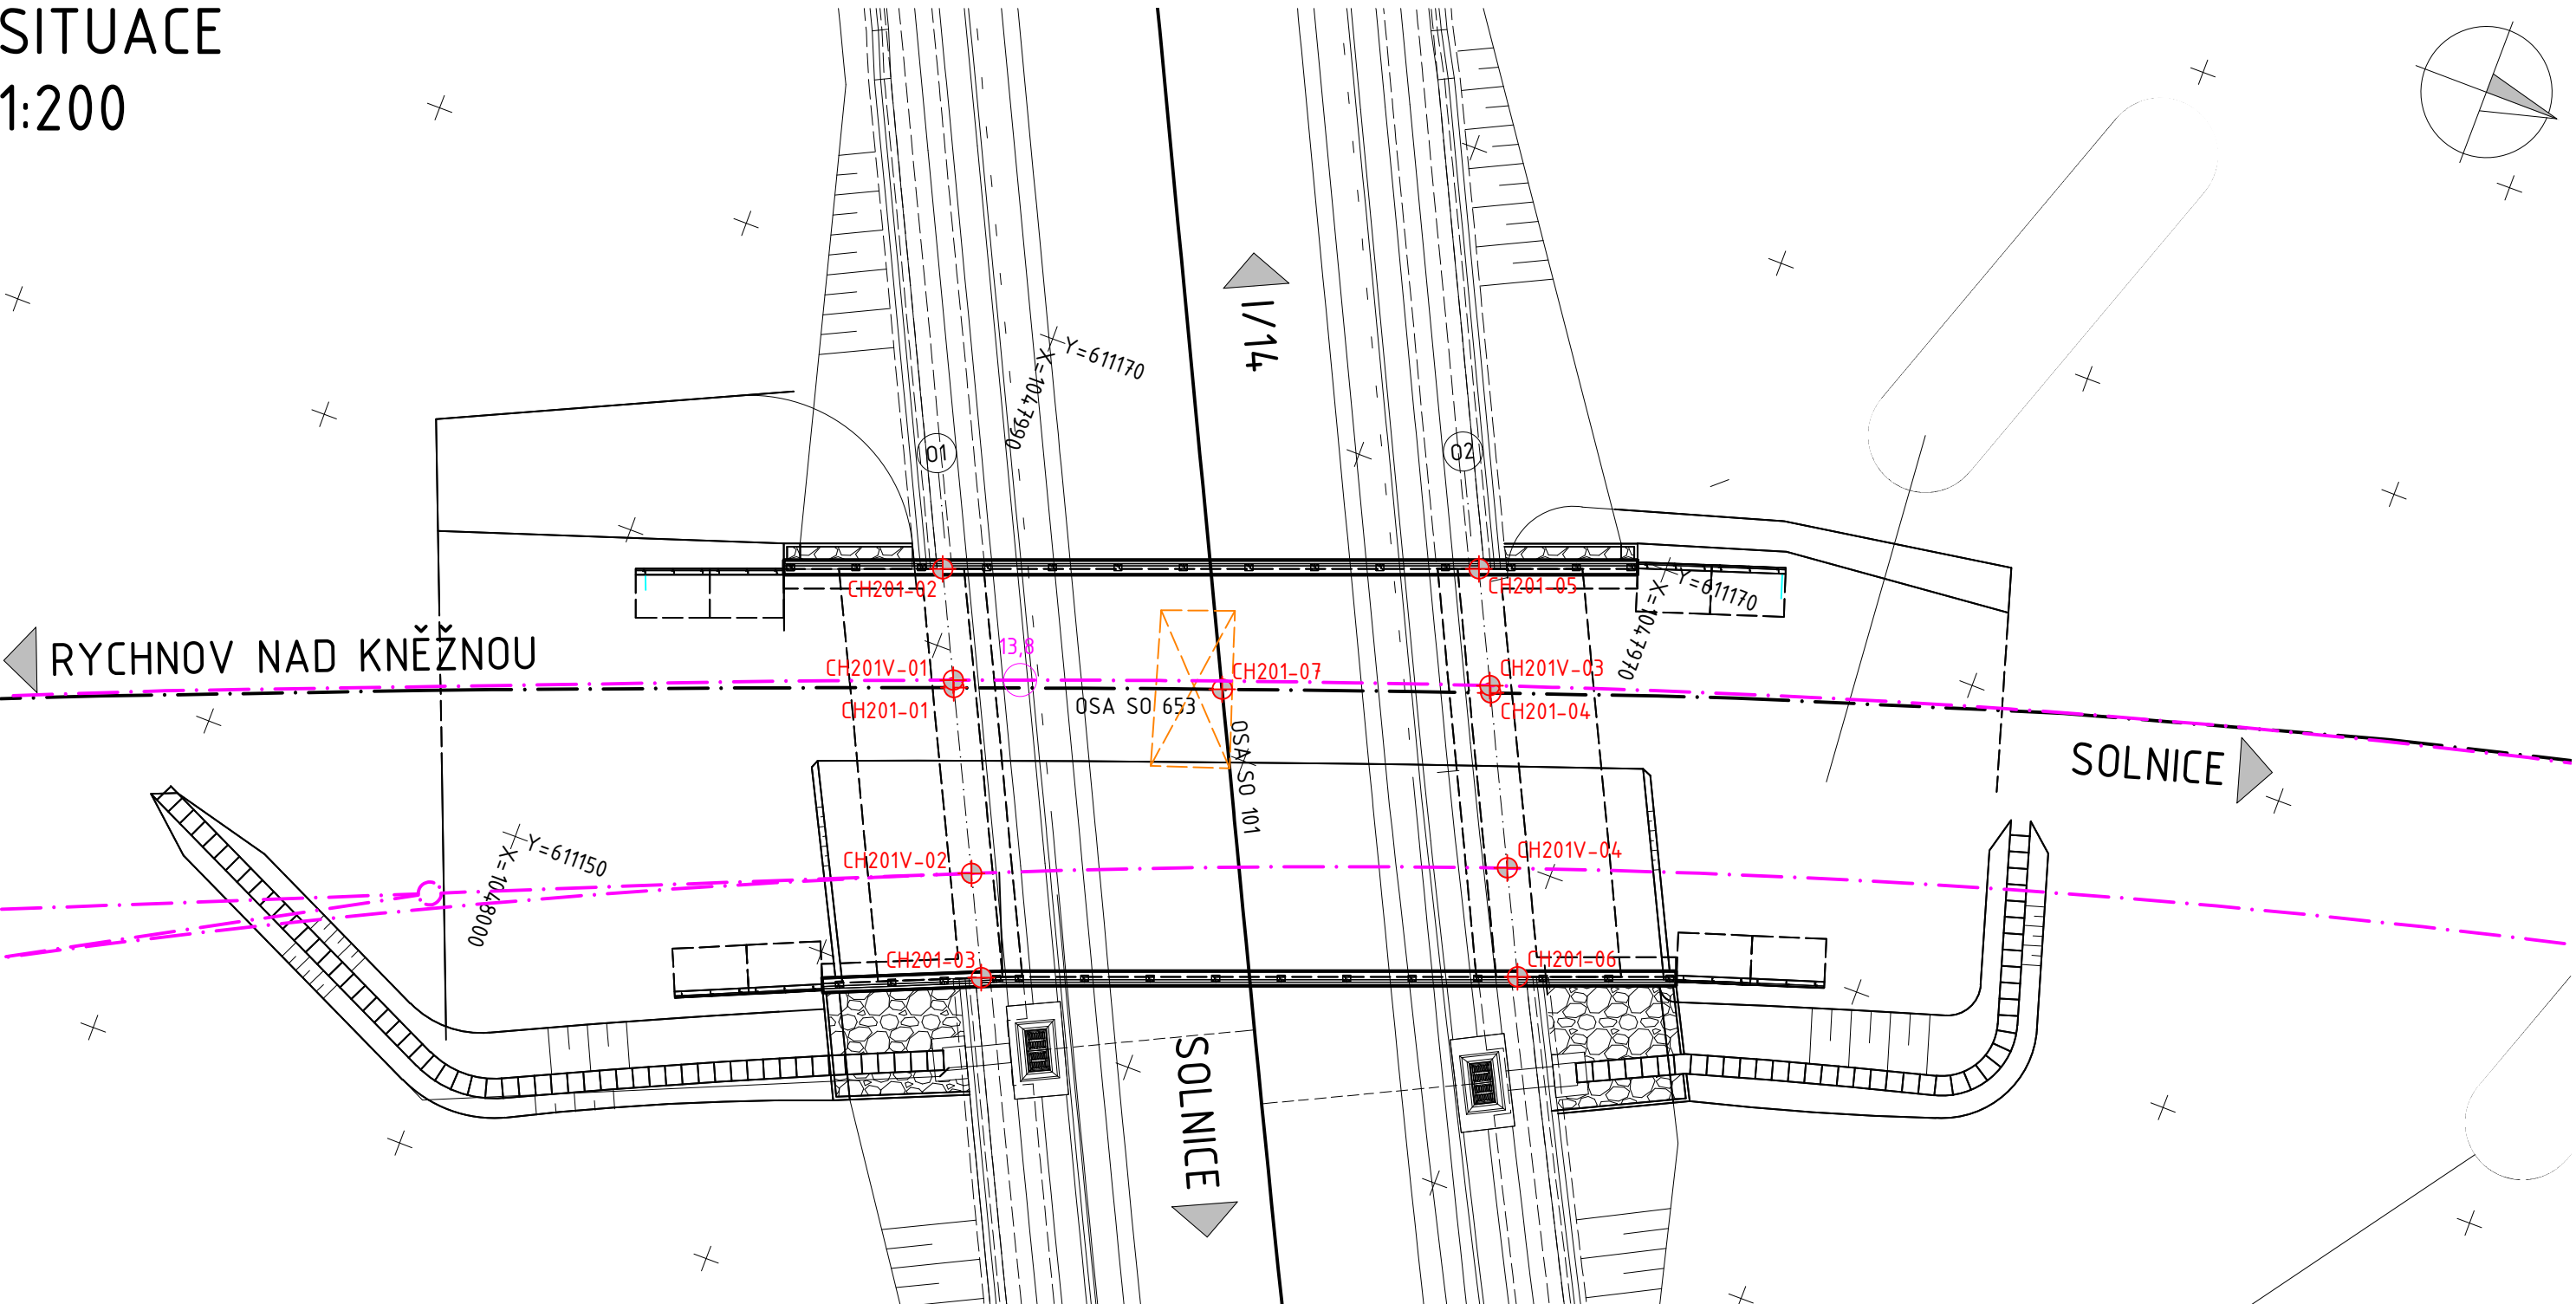 SITUACE
1:200
I/14
Y=611170
X=1047990
O1
O2
CH201-02
CH201-05
Y=611170
X=1047970
RYCHNOV NAD KNĚŽNOU
13,8
CH201V-01
CH201-07
CH201V-03
CH201-01
OSA SO 653
CH201-04
OSA SO 101
SOLNICE
Y=611150
X=1048000
CH201V-02
CH201V-04
CH201-03
CH201-06
SOLNICE